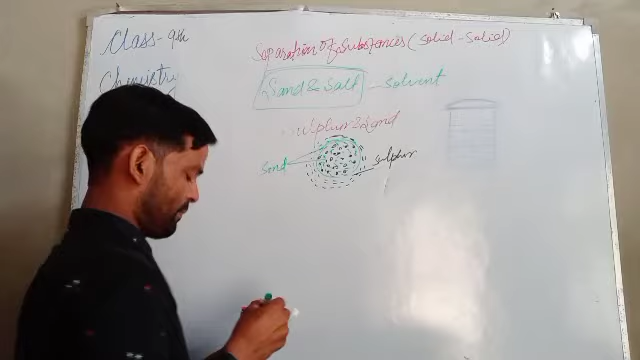 Class-9th
Separation of Substances (Solid-Solid)
Chemistry
Sand & Salt - Solvent
Sulphur & Sand
Sand
Sulphur